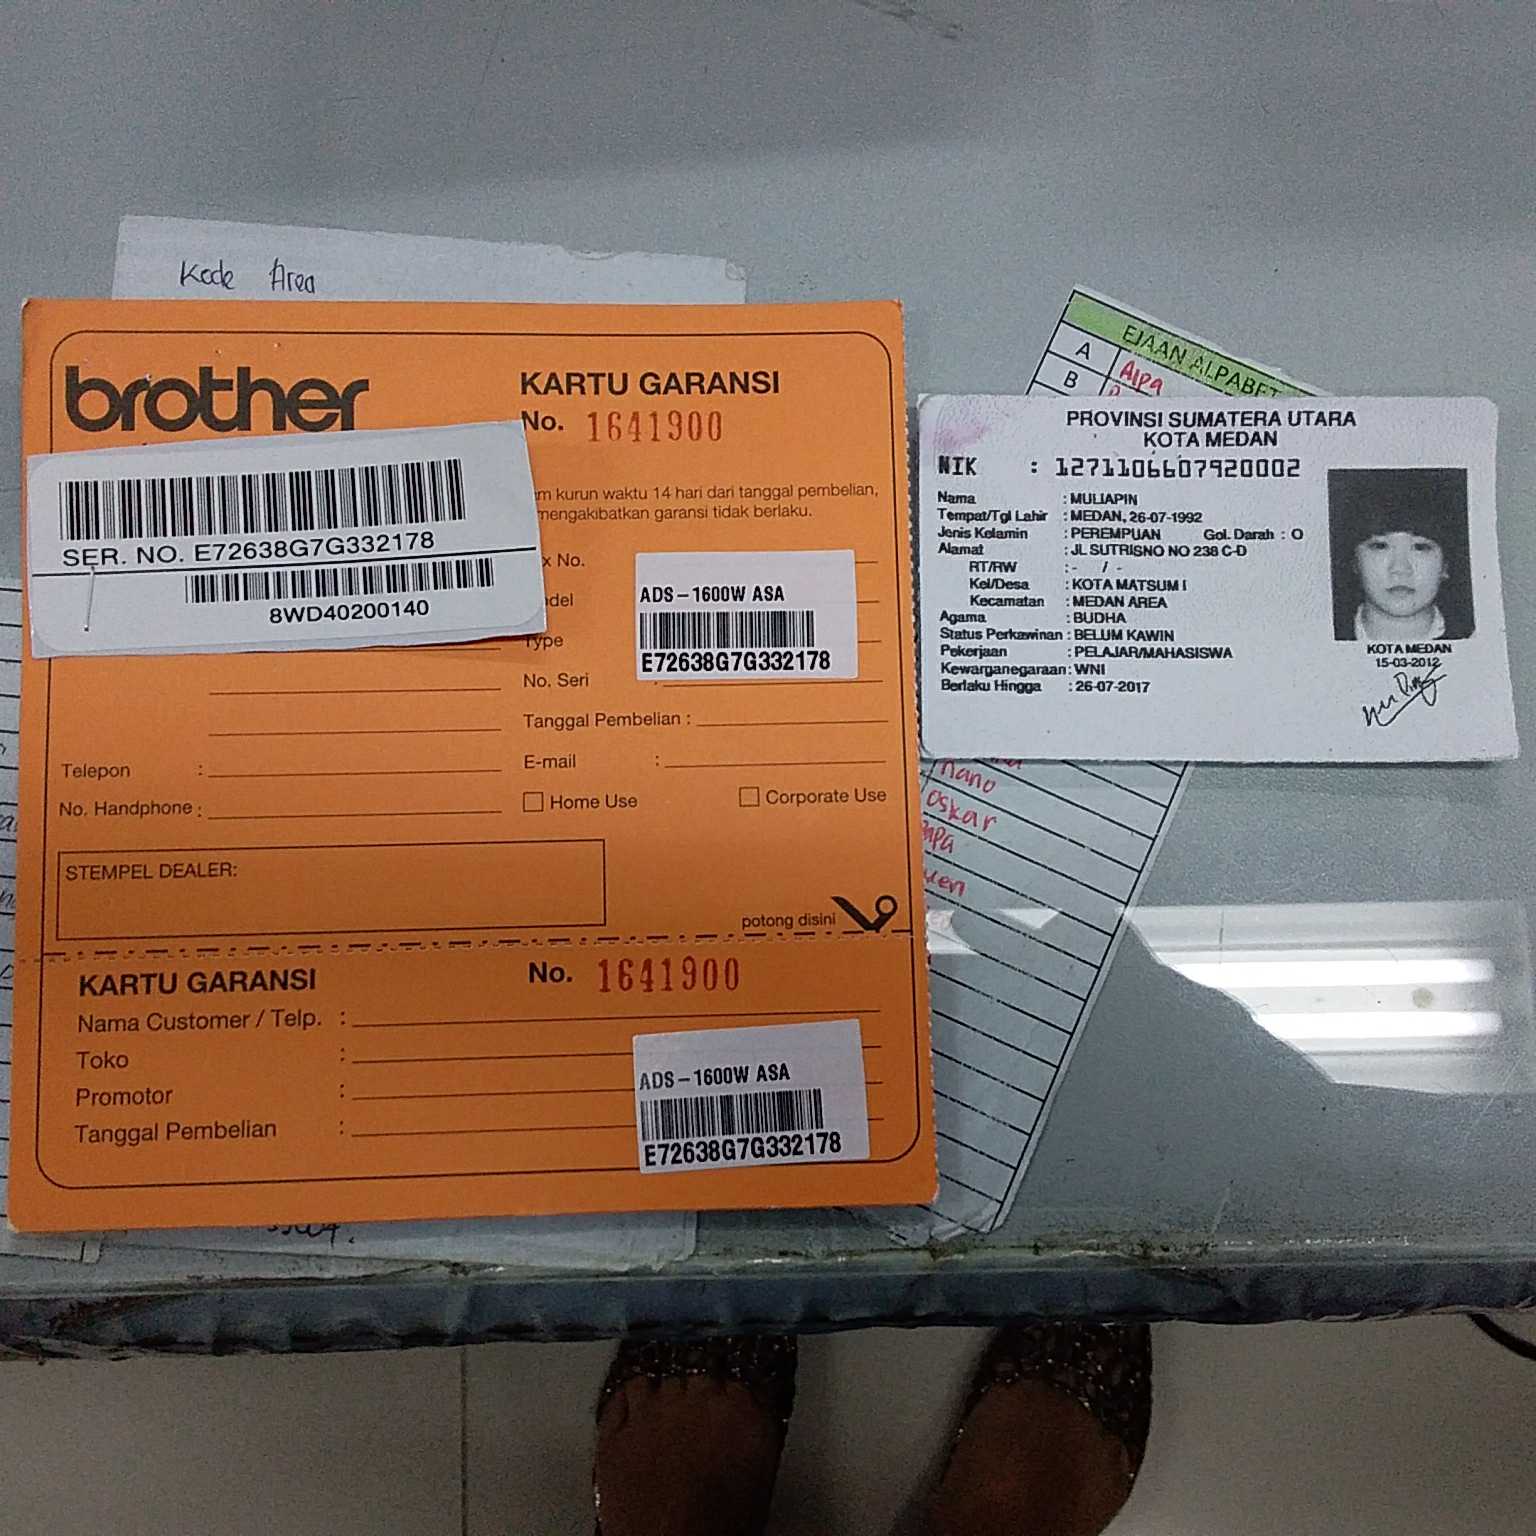 Kode Area
brother
KARTU GARANSI
No. 1641900
SER. NO. E72638G7G332178
8WD40200140
kurun waktu 14 hari dari tanggal pembelian,
mengakibatkan garansi tidak berlaku.
No.
ADS-1600W ASA
E72638G7G332178
Type
No. Seri :
Tanggal Pembelian :
E-mail :
Telepon :
No. Handphone :
Home Use
Corporate Use
STEMPEL DEALER:
potong disini
KARTU GARANSI
No. 1641900
Nama Customer / Telp. :
Toko :
Promotor :
Tanggal Pembelian :
ADS-1600W ASA
E72638G7G332178
EJAAN ALPABET
A Alpa
B
PROVINSI SUMATERA UTARA
KOTA MEDAN
NIK : 1271106607920002
Nama : MULIAPIN
Tempat/Tgl Lahir : MEDAN, 26-07-1992
Jenis Kelamin : PEREMPUAN Gol. Darah : O
Alamat : JL SUTRISNO NO 238 C-D
RT/RW : - / -
Kel/Desa : KOTA MATSUM I
Kecamatan : MEDAN AREA
Agama : BUDHA
Status Perkawinan : BELUM KAWIN
Pekerjaan : PELAJAR/MAHASISWA
Kewarganegaraan : WNI
Berlaku Hingga : 26-07-2017
KOTA MEDAN
15-03-2012
nano
oskar